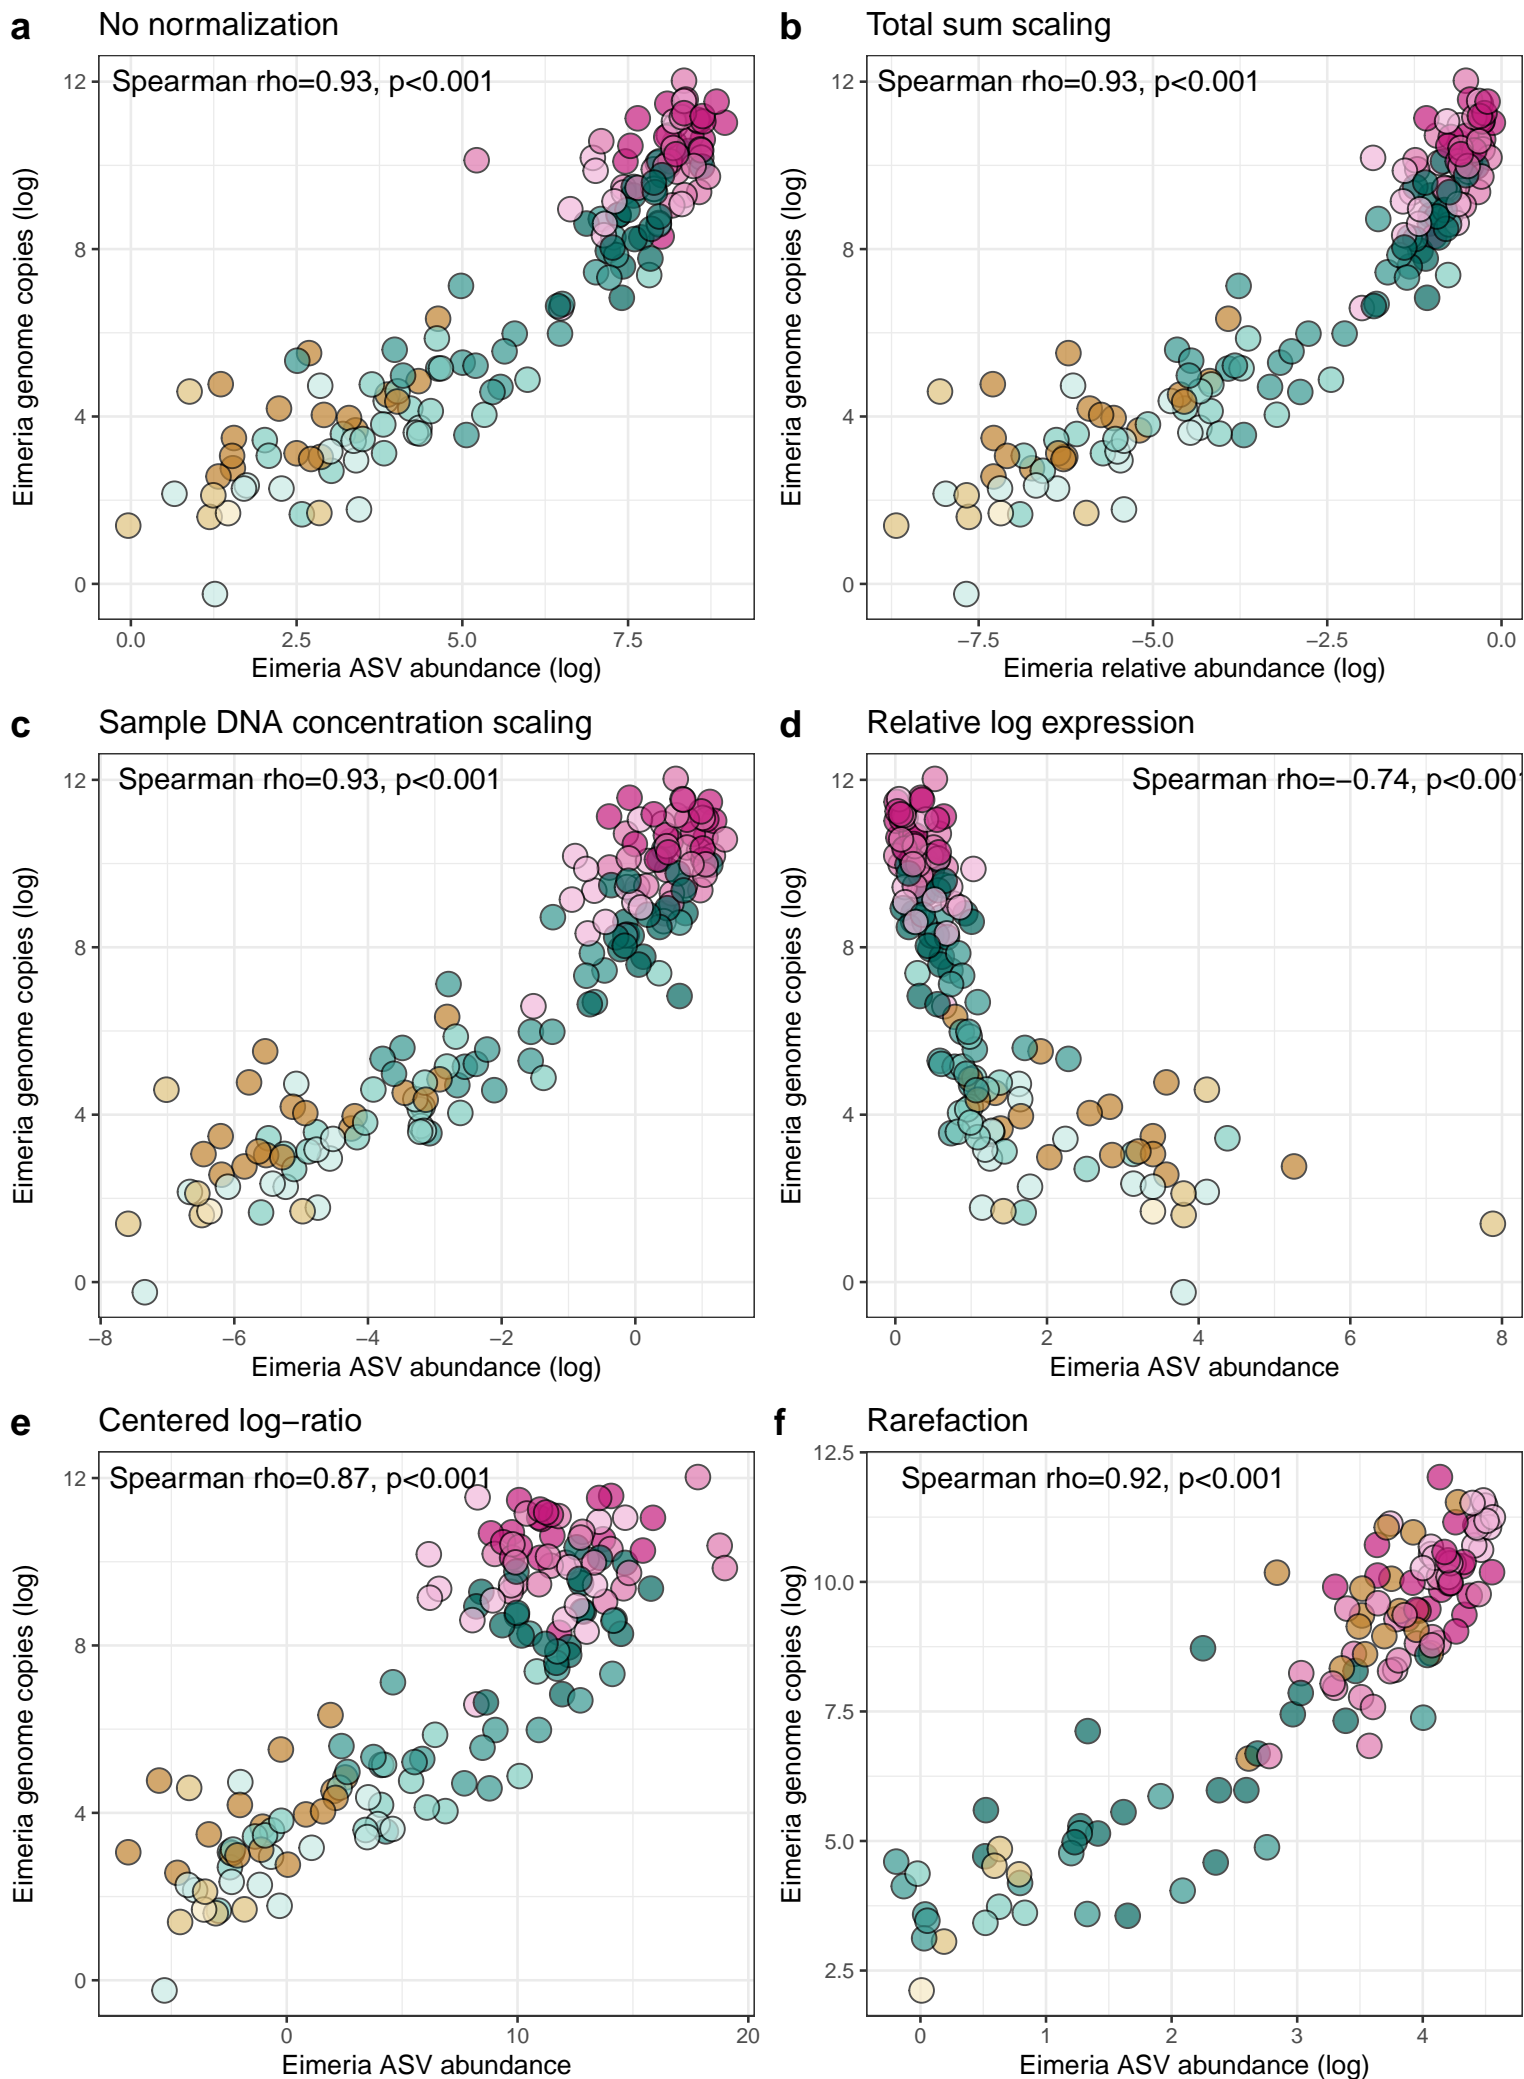 a No normalization
Spearman rho=0.93, p<0.001
12
8
4
0
0.0 2.5 5.0 7.5
Eimeria ASV abundance (log)
Eimeria genome copies (log)
b Total sum scaling
Spearman rho=0.93, p<0.001
12
8
4
0
−7.5 −5.0 −2.5 0.0
Eimeria relative abundance (log)
Eimeria genome copies (log)
c Sample DNA concentration scaling
Spearman rho=0.93, p<0.001
12
8
4
0
−8 −6 −4 −2 0
Eimeria ASV abundance (log)
Eimeria genome copies (log)
d Relative log expression
Spearman rho=−0.74, p<0.001
12
8
4
0
0 2 4 6 8
Eimeria ASV abundance
Eimeria genome copies (log)
e Centered log−ratio
Spearman rho=0.87, p<0.001
12
8
4
0
0 10 20
Eimeria ASV abundance
Eimeria genome copies (log)
f Rarefaction
Spearman rho=0.92, p<0.001
12.5
10.0
7.5
5.0
2.5
0 1 2 3 4
Eimeria ASV abundance (log)
Eimeria genome copies (log)